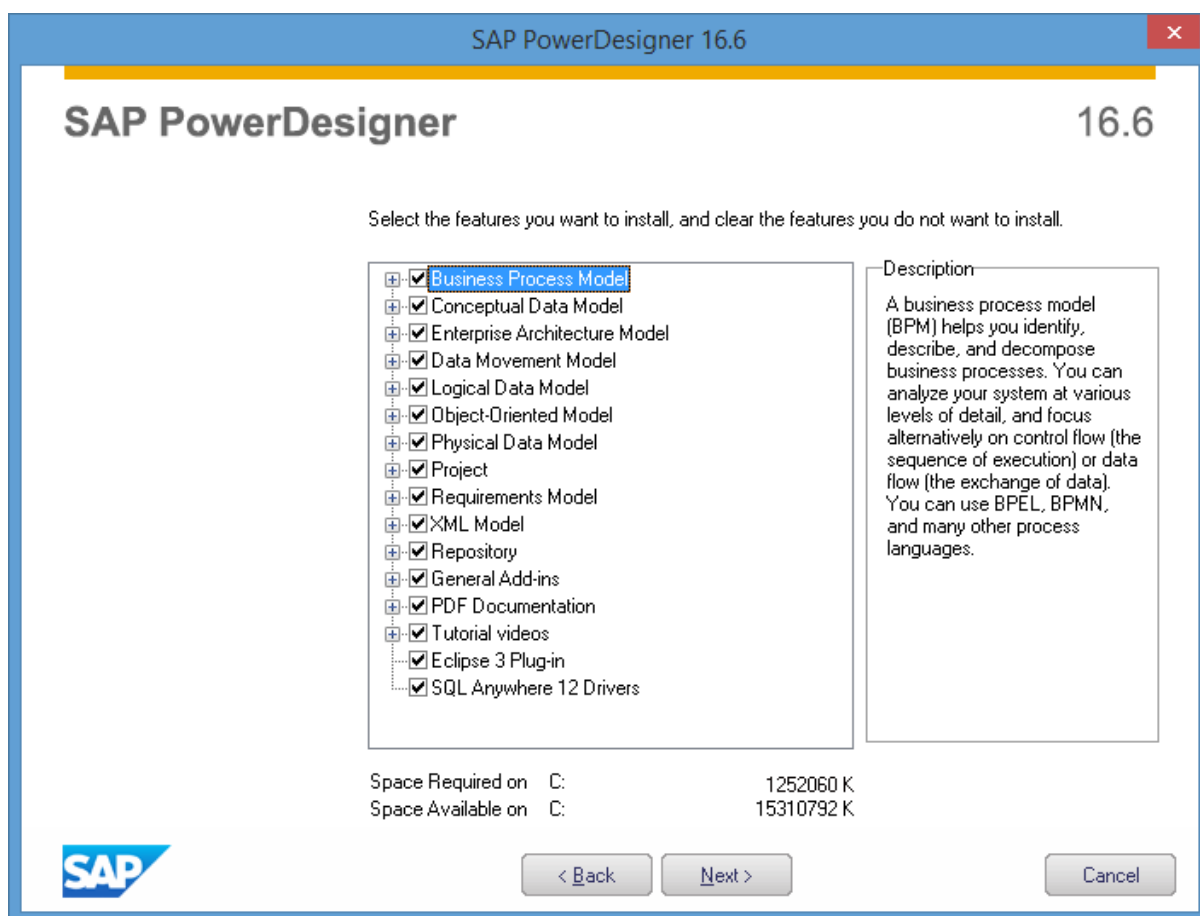 SAP PowerDesigner 16.6
SAP PowerDesigner
16.6
Select the features you want to install, and clear the features you do not want to install.
Business Process Model
Conceptual Data Model
Enterprise Architecture Model
Data Movement Model
Logical Data Model
Object-Oriented Model
Physical Data Model
Project
Requirements Model
XML Model
Repository
General Add-ins
PDF Documentation
Tutorial videos
Eclipse 3 Plug-in
SQL Anywhere 12 Drivers
Description
A business process model
(BPM) helps you identify,
describe, and decompose
business processes. You can
analyze your system at various
levels of detail, and focus
alternatively on control flow (the
sequence of execution) or data
flow (the exchange of data).
You can use BPEL, BPMN,
and many other process
languages.
Space Required on C: 1252060 K
Space Available on C: 15310792 K
SAP
< Back
Next >
Cancel